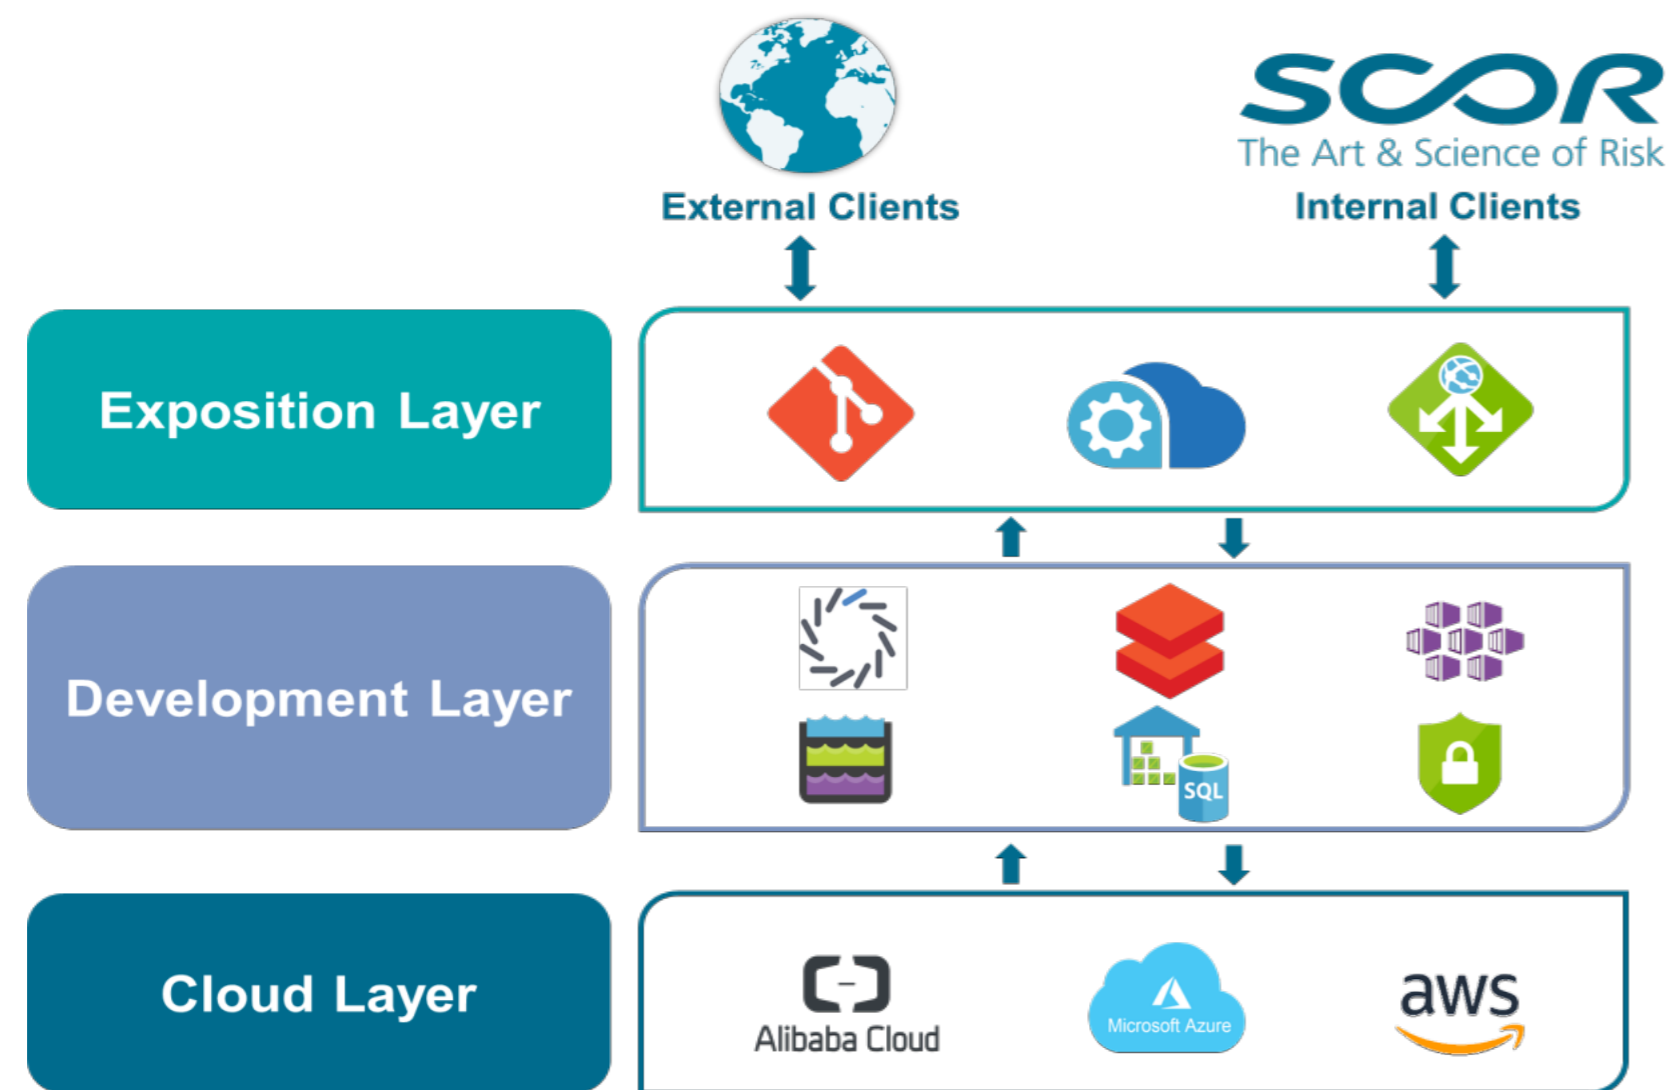 SCOR
The Art & Science of Risk
External Clients
Internal Clients
Exposition Layer
Development Layer
SQL
Cloud Layer
Alibaba Cloud
Microsoft Azure
aws